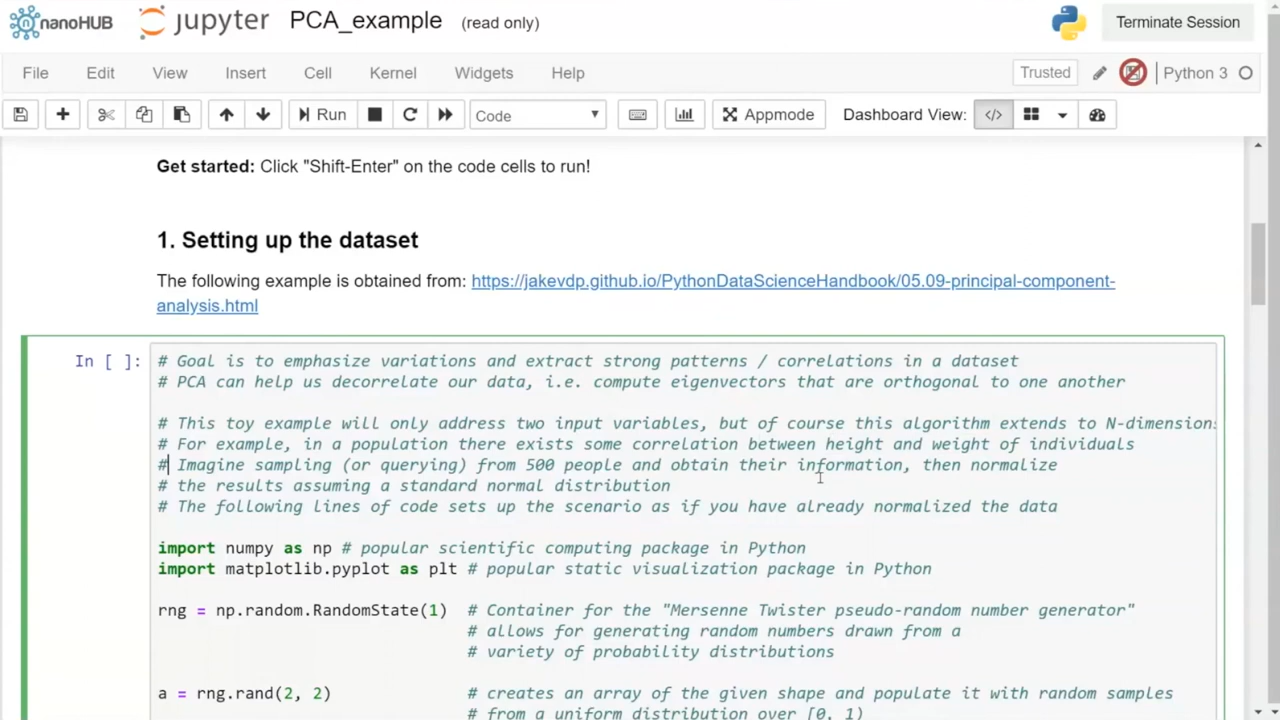 nanoHUB jupyter PCA_example (read only) Terminate Session
File Edit View Insert Cell Kernel Widgets Help Trusted Python 3
Run Code Appmode Dashboard View:
Get started: Click "Shift-Enter" on the code cells to run!
1. Setting up the dataset
The following example is obtained from: https://jakevdp.github.io/PythonDataScienceHandbook/05.09-principal-component-
analysis.html
In [ ]:
# Goal is to emphasize variations and extract strong patterns / correlations in a dataset
# PCA can help us decorrelate our data, i.e. compute eigenvectors that are orthogonal to one another
# This toy example will only address two input variables, but of course this algorithm extends to N-dimensions
# For example, in a population there exists some correlation between height and weight of individuals
# Imagine sampling (or querying) from 500 people and obtain their information, then normalize
# the results assuming a standard normal distribution
# The following lines of code sets up the scenario as if you have already normalized the data
import numpy as np # popular scientific computing package in Python
import matplotlib.pyplot as plt # popular static visualization package in Python
rng = np.random.RandomState(1) # Container for the "Mersenne Twister pseudo-random number generator"
# allows for generating random numbers drawn from a
# variety of probability distributions
a = rng.rand(2, 2) # creates an array of the given shape and populate it with random samples
# from a uniform distribution over [0, 1)